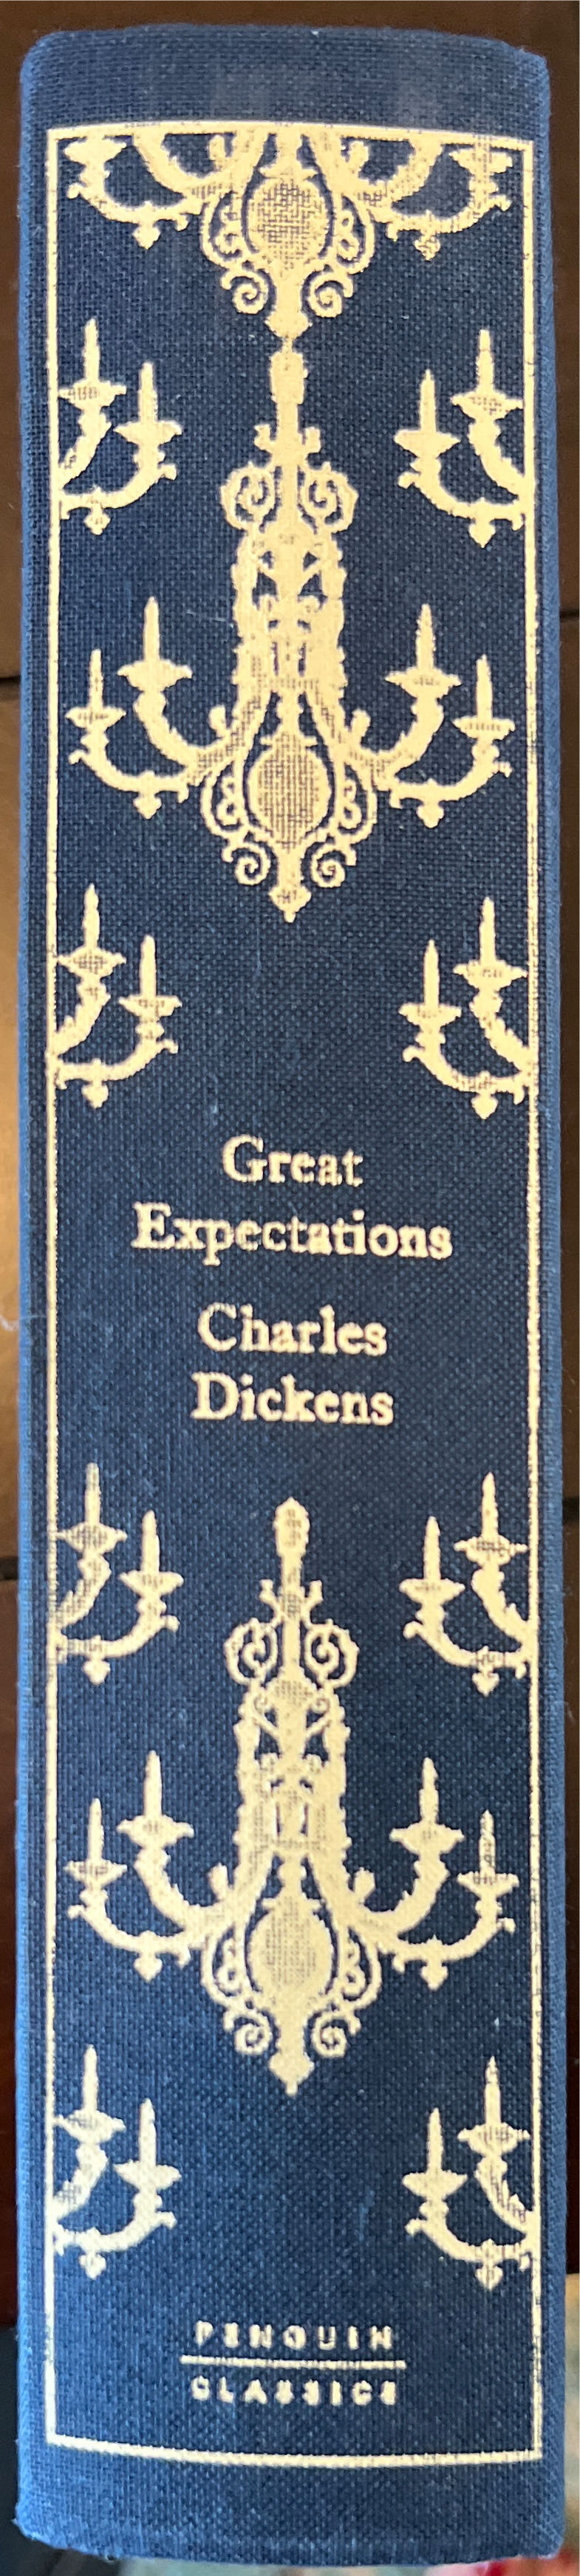 Great
Expectations
Charles
Dickens
PENGUIN
CLASSICS